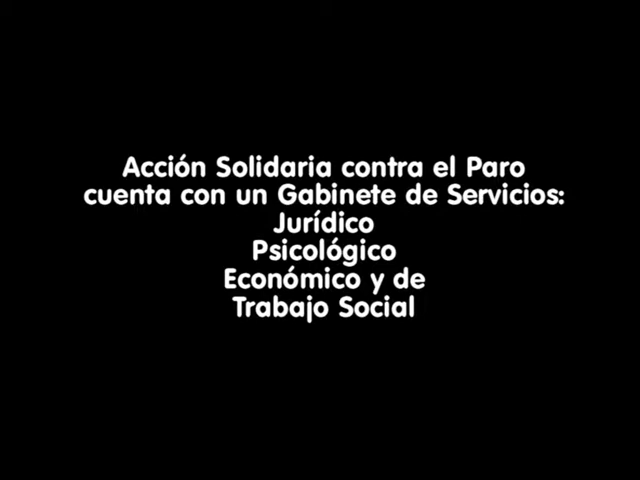 Acción Solidaria contra el Paro
cuenta con un Gabinete de Servicios:
Jurídico
Psicológico
Económico y de
Trabajo Social